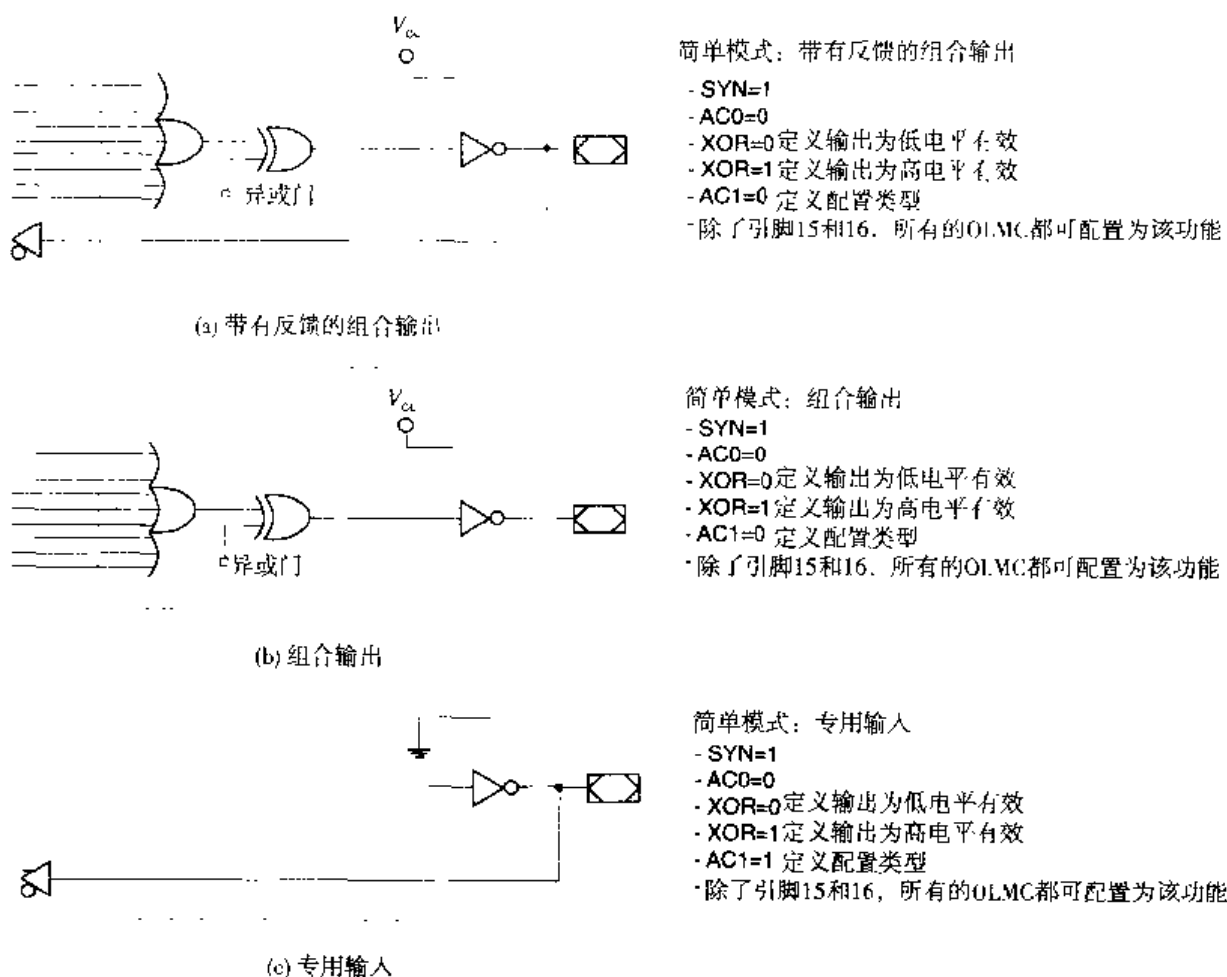 V_cc
异或门
简单模式：带有反馈的组合输出
- SYN=1
- AC0=0
- XOR=0定义输出为低电平有效
- XOR=1定义输出为高电平有效
- AC1=0 定义配置类型
- 除了引脚15和16，所有的OLMC都可配置为该功能
(a) 带有反馈的组合输出
V_cc
异或门
简单模式：组合输出
- SYN=1
- AC0=0
- XOR=0定义输出为低电平有效
- XOR=1定义输出为高电平有效
- AC1=0 定义配置类型
- 除了引脚15和16，所有的OLMC都可配置为该功能
(b) 组合输出
简单模式：专用输入
- SYN=1
- AC0=0
- XOR=0定义输出为低电平有效
- XOR=1定义输出为高电平有效
- AC1=1 定义配置类型
- 除了引脚15和16，所有的OLMC都可配置为该功能
(c) 专用输入